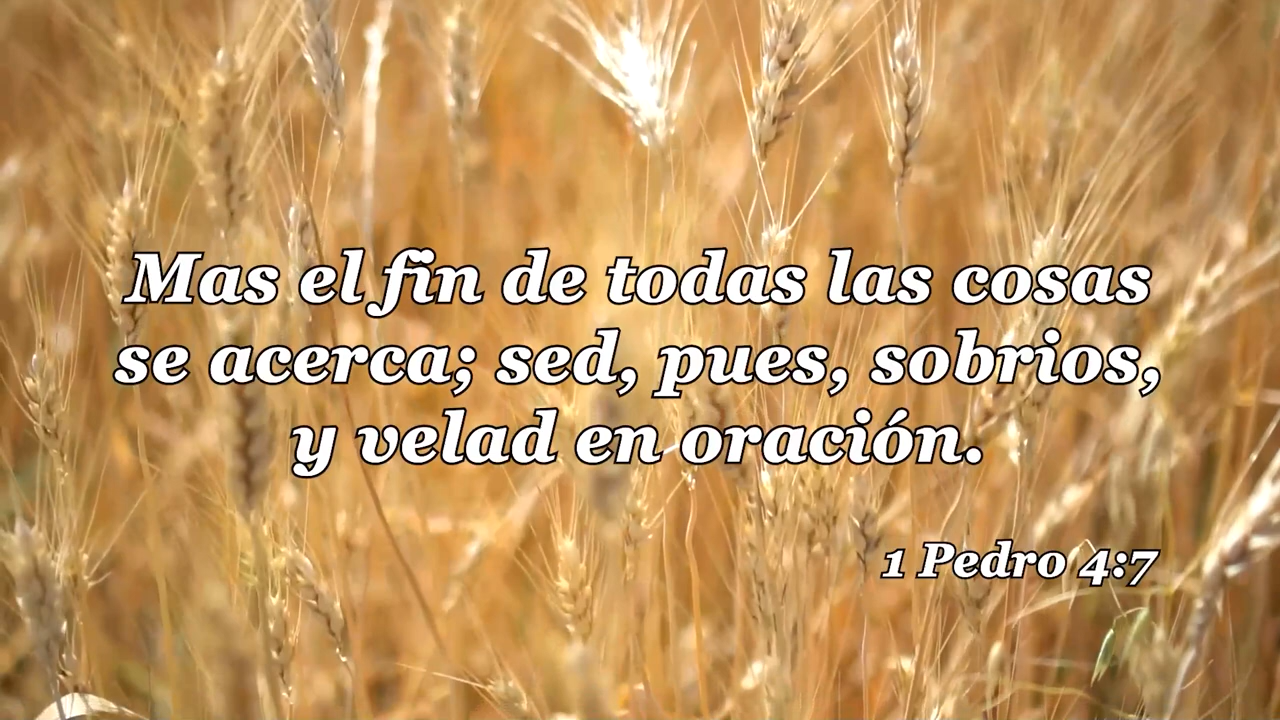 Mas el fin de todas las cosas
se acerca; sed, pues, sobrios,
y velad en oración.
1 Pedro 4:7